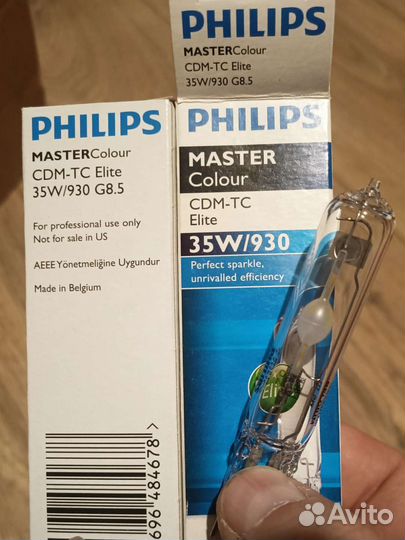 PHILIPS
MASTERColour
CDM-TC Elite
35W/930 G8.5
PHILIPS
MASTERColour
CDM-TC Elite
35W/930 G8.5
For professional use only
Not for sale in US
AEEE Yönetmeliğine Uygundur
Made in Belgium
696 484678 >
PHILIPS
MASTER
Colour
CDM-TC
Elite
35W/930
Perfect sparkle,
unrivalled efficiency
Elite
Avito